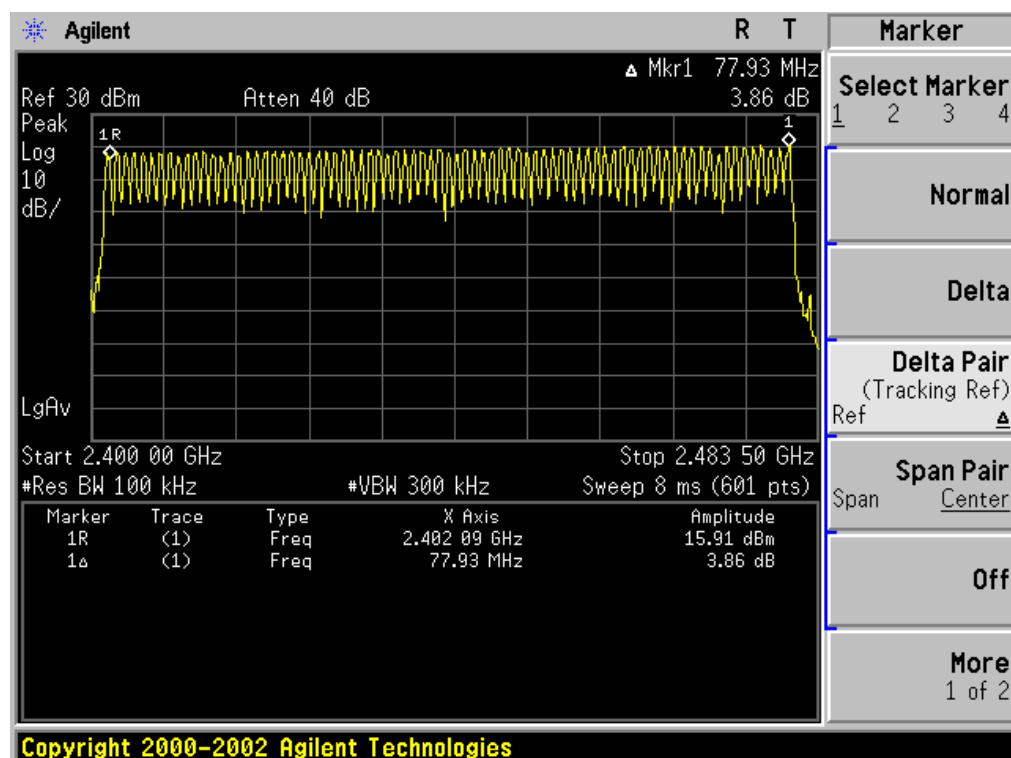 Agilent R T
Marker
Δ Mkr1 77.93 MHz
Ref 30 dBm Atten 40 dB 3.86 dB
Peak
Log
10
dB/
1R
1
LgAv
Start 2.400 00 GHz Stop 2.483 50 GHz
#Res BW 100 kHz #VBW 300 kHz Sweep 8 ms (601 pts)
Marker Trace Type X Axis Amplitude
1R (1) Freq 2.402 09 GHz 15.91 dBm
1Δ (1) Freq 77.93 MHz 3.86 dB
Select Marker
1 2 3 4
Normal
Delta
Delta Pair
(Tracking Ref)
Ref Δ
Span Pair
Span Center
Off
More
1 of 2
Copyright 2000-2002 Agilent Technologies